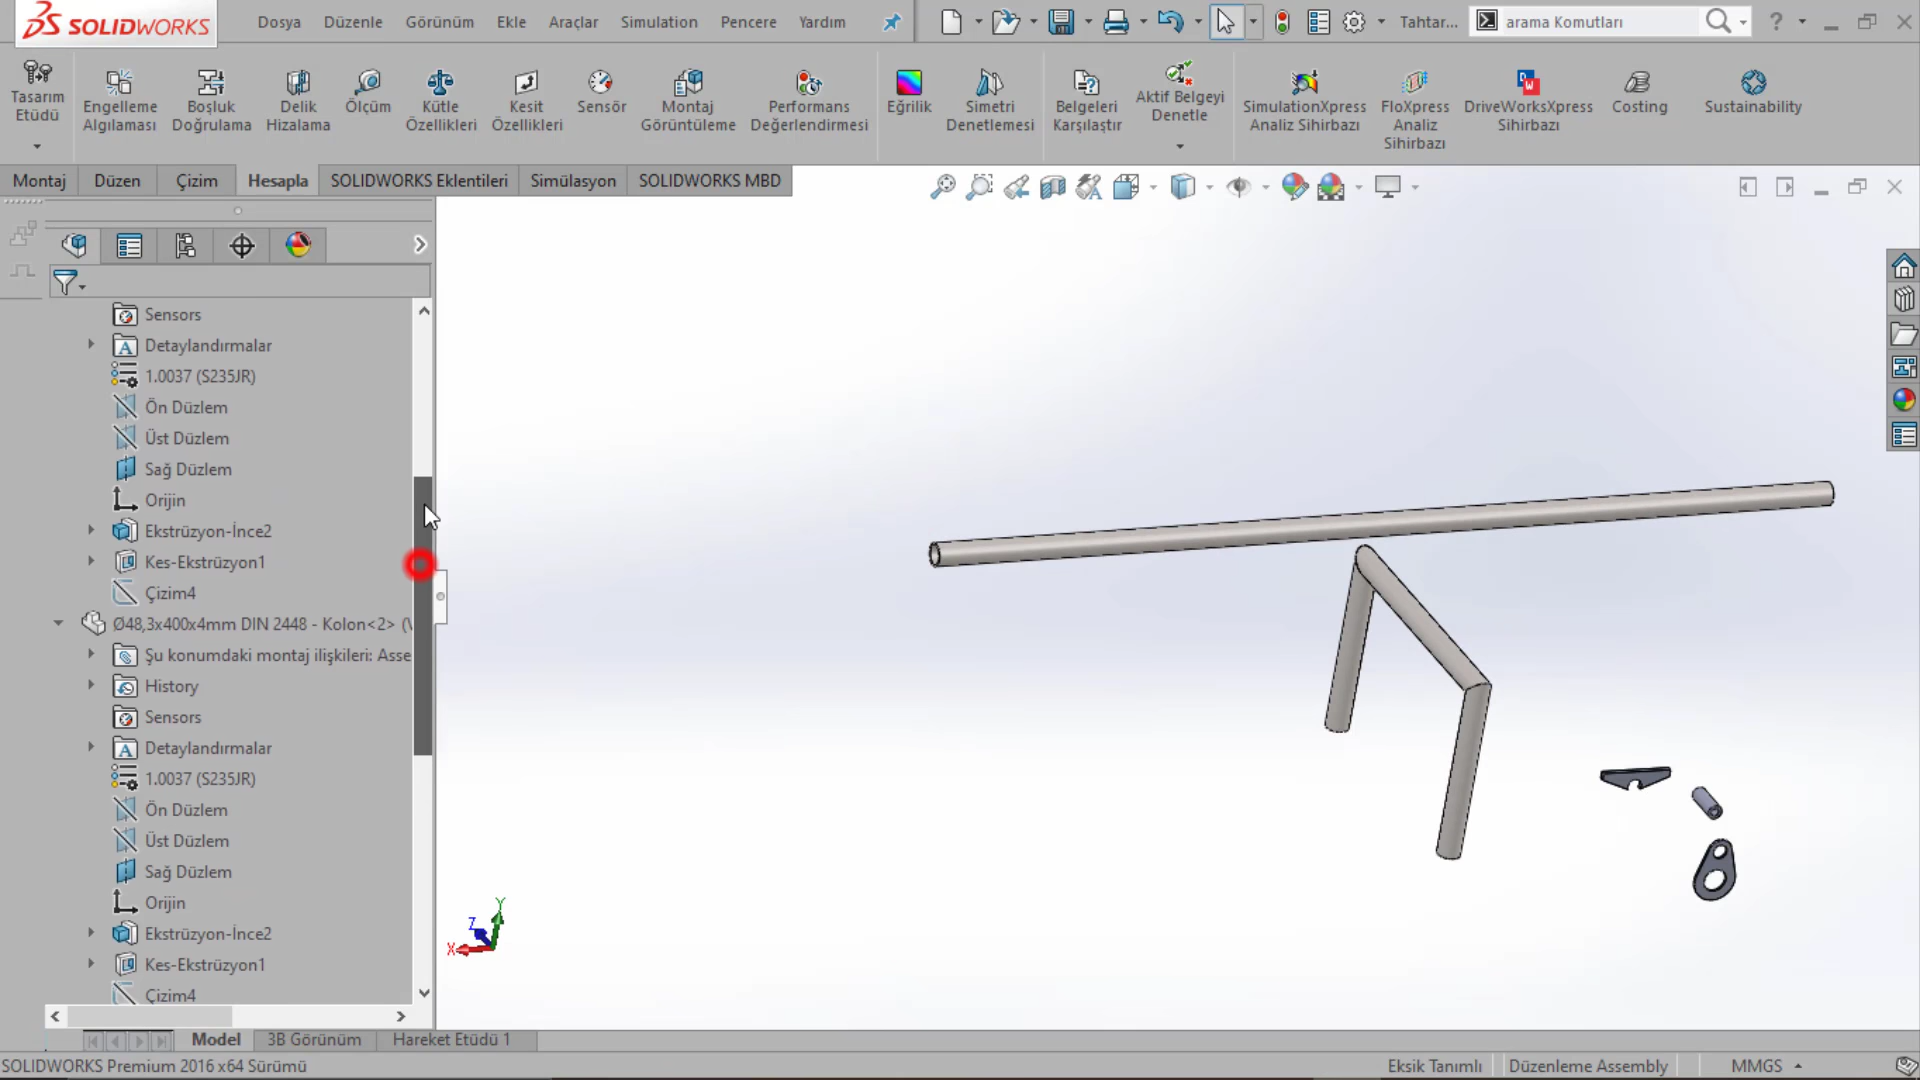 SOLIDWORKS
Dosya Düzenle Görünüm Ekle Araçlar Simulation Pencere Yardım
Tahtar...
arama Komutları
Tasarım Etüdü
Engelleme Algılaması
Boşluk Doğrulama
Delik Hizalama
Ölçüm
Kütle Özellikleri
Kesit Özellikleri
Sensör
Montaj Görüntüleme
Performans Değerlendirmesi
Eğrilik
Simetri Denetlemesi
Belgeleri Karşılaştır
Aktif Belgeyi Denetle
SimulationXpress Analiz Sihirbazı
FloXpress Analiz Sihirbazı
DriveWorksXpress Sihirbazı
Costing
Sustainability
Montaj Düzen Çizim Hesapla SOLIDWORKS Eklentileri Simülasyon SOLIDWORKS MBD
Sensors
Detaylandırmalar
1.0037 (S235JR)
Ön Düzlem
Üst Düzlem
Sağ Düzlem
Orijin
Ekstrüzyon-İnce2
Kes-Ekstrüzyon1
Çizim4
Ø48,3x400x4mm DIN 2448 - Kolon<2> (V
Şu konumdaki montaj ilişkileri: Asse
History
Sensors
Detaylandırmalar
1.0037 (S235JR)
Ön Düzlem
Üst Düzlem
Sağ Düzlem
Orijin
Ekstrüzyon-İnce2
Kes-Ekstrüzyon1
Çizim4
Y
Z
X
Model 3B Görünüm Hareket Etüdü 1
SOLIDWORKS Premium 2016 x64 Sürümü
Eksik Tanımlı Düzenleme Assembly MMGS